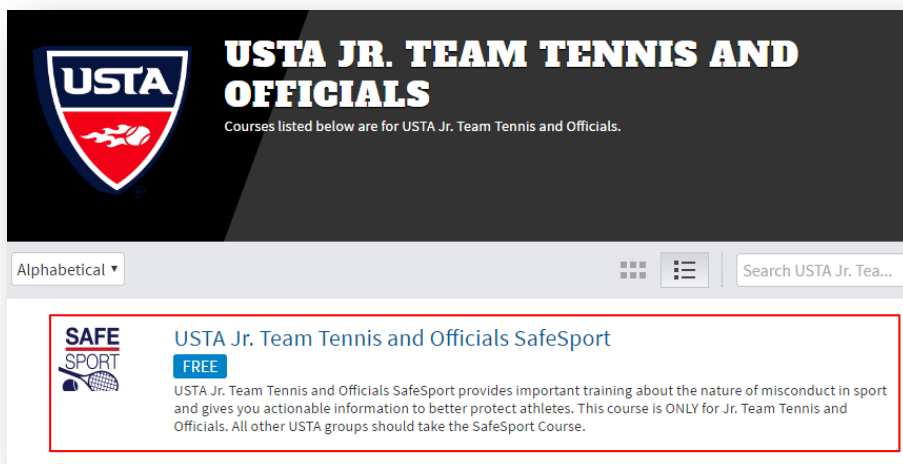 USTA
USTA JR. TEAM TENNIS AND
OFFICIALS
Courses listed below are for USTA Jr. Team Tennis and Officials.
®
Alphabetical ▾
Search USTA Jr. Tea...
SAFE
SPORT
USTA Jr. Team Tennis and Officials SafeSport
FREE
USTA Jr. Team Tennis and Officials SafeSport provides important training about the nature of misconduct in sport
and gives you actionable information to better protect athletes. This course is ONLY for Jr. Team Tennis and
Officials. All other USTA groups should take the SafeSport Course.